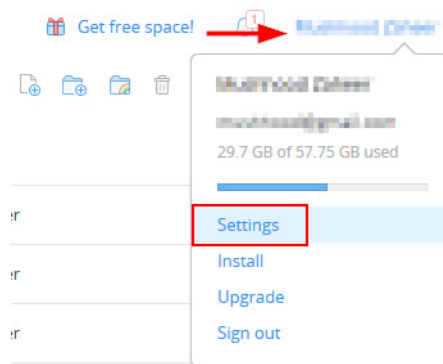 Get free space!
1
29.7 GB of 57.75 GB used
Settings
er
Install
er
Upgrade
er
Sign out